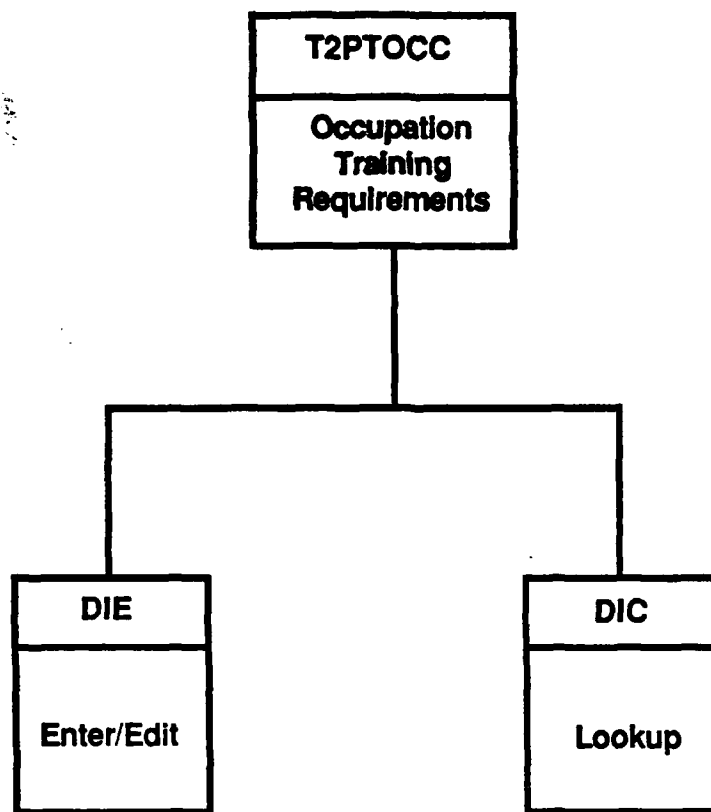 T2PTOCC
Occupation
Training
Requirements
DIE
Enter/Edit
DIC
Lookup